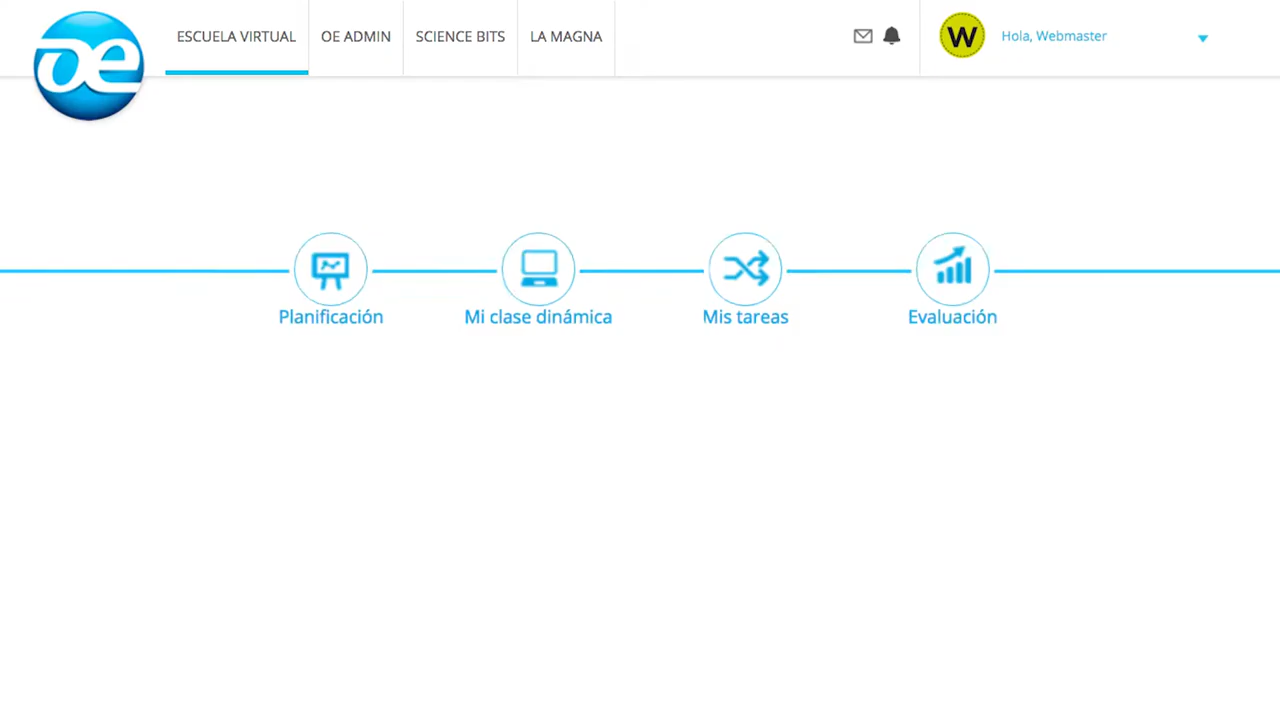 oe
ESCUELA VIRTUAL
OE ADMIN
SCIENCE BITS
LA MAGNA
W
Hola, Webmaster
Planificación
Mi clase dinámica
Mis tareas
Evaluación